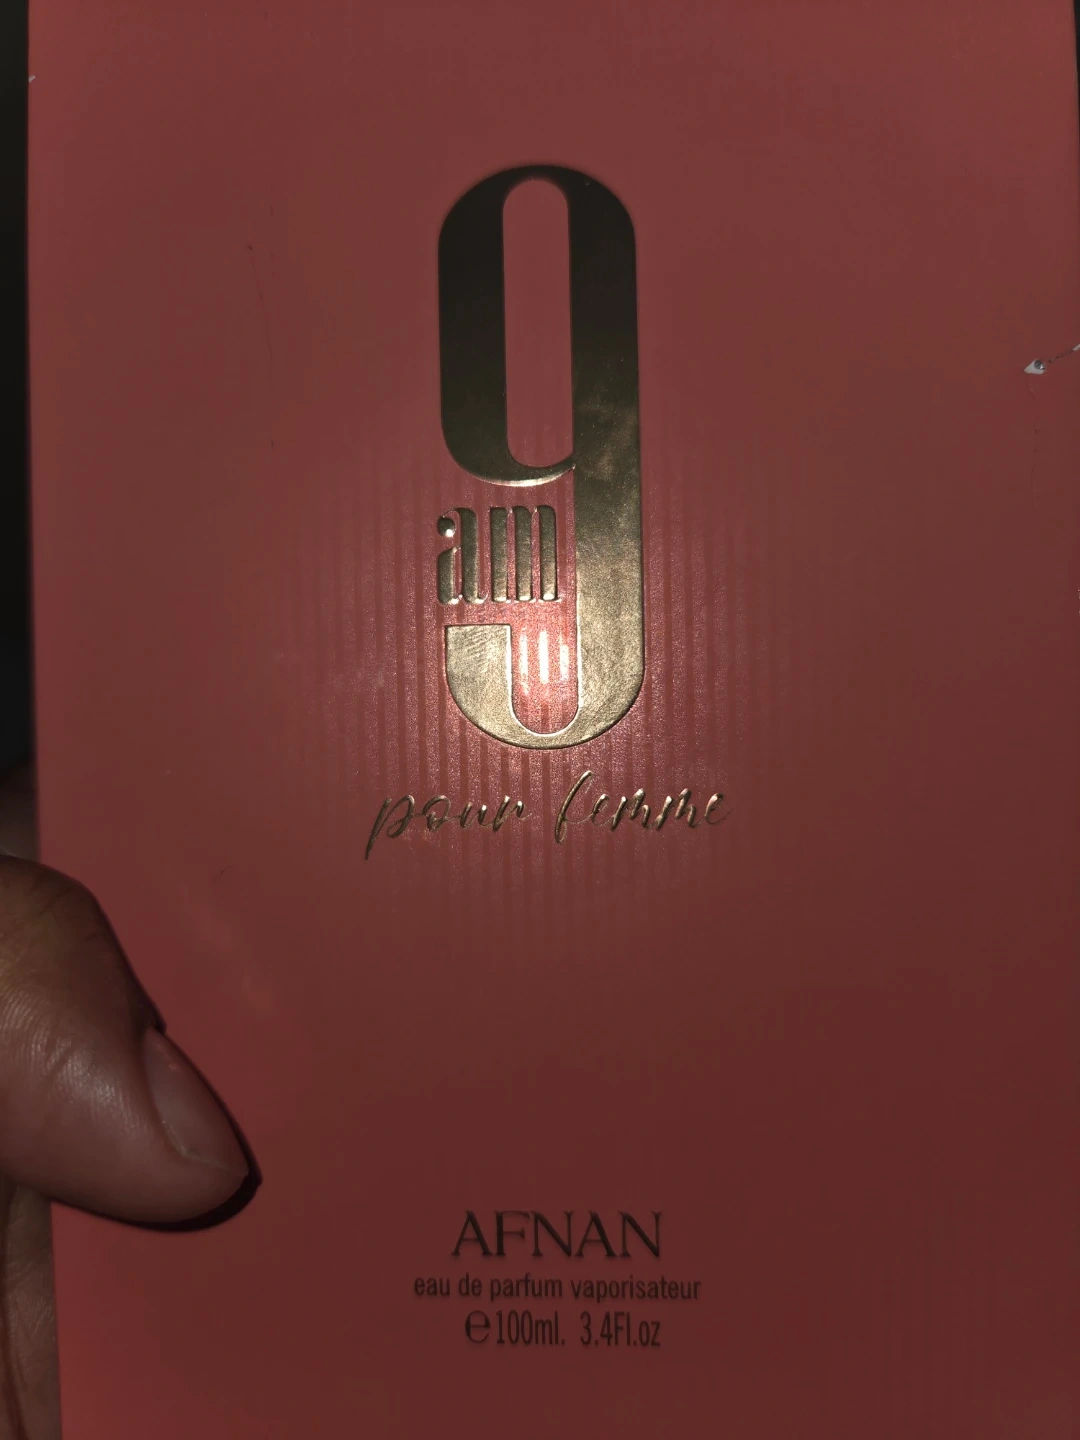 9
am
pour femme
AFNAN
eau de parfum vaporisateur
℮100ml. 3.4Fl.oz